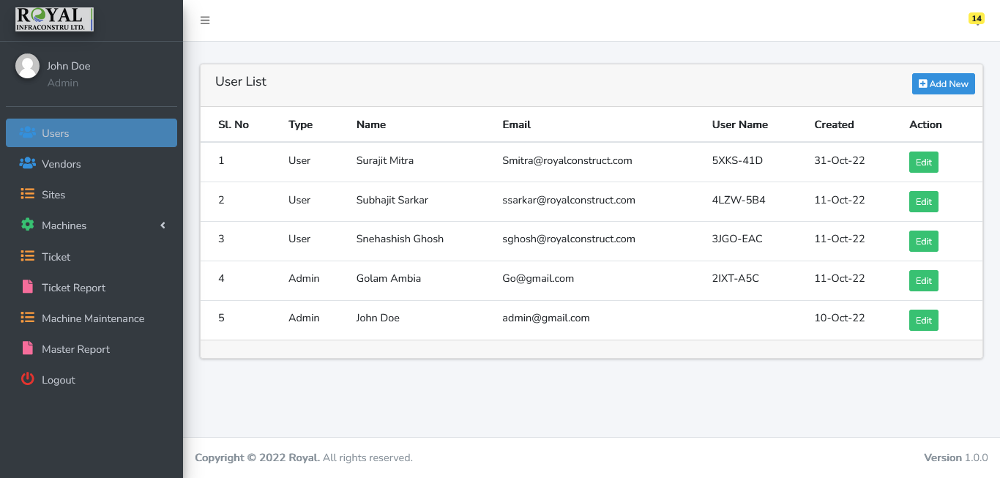 ROYAL
INFRACONSTRU LTD.
14
John Doe
Admin
Users
Vendors
Sites
Machines
Ticket
Ticket Report
Machine Maintenance
Master Report
Logout
User List
Add New
Sl. No Type Name Email User Name Created Action
1 User Surajit Mitra Smitra@royalconstruct.com 5XKS-41D 31-Oct-22 Edit
2 User Subhajit Sarkar ssarkar@royalconstruct.com 4LZW-5B4 11-Oct-22 Edit
3 User Snehashish Ghosh sghosh@royalconstruct.com 3JGO-EAC 11-Oct-22 Edit
4 Admin Golam Ambia Go@gmail.com 2IXT-A5C 11-Oct-22 Edit
5 Admin John Doe admin@gmail.com 10-Oct-22 Edit
Copyright © 2022 Royal. All rights reserved.
Version 1.0.0